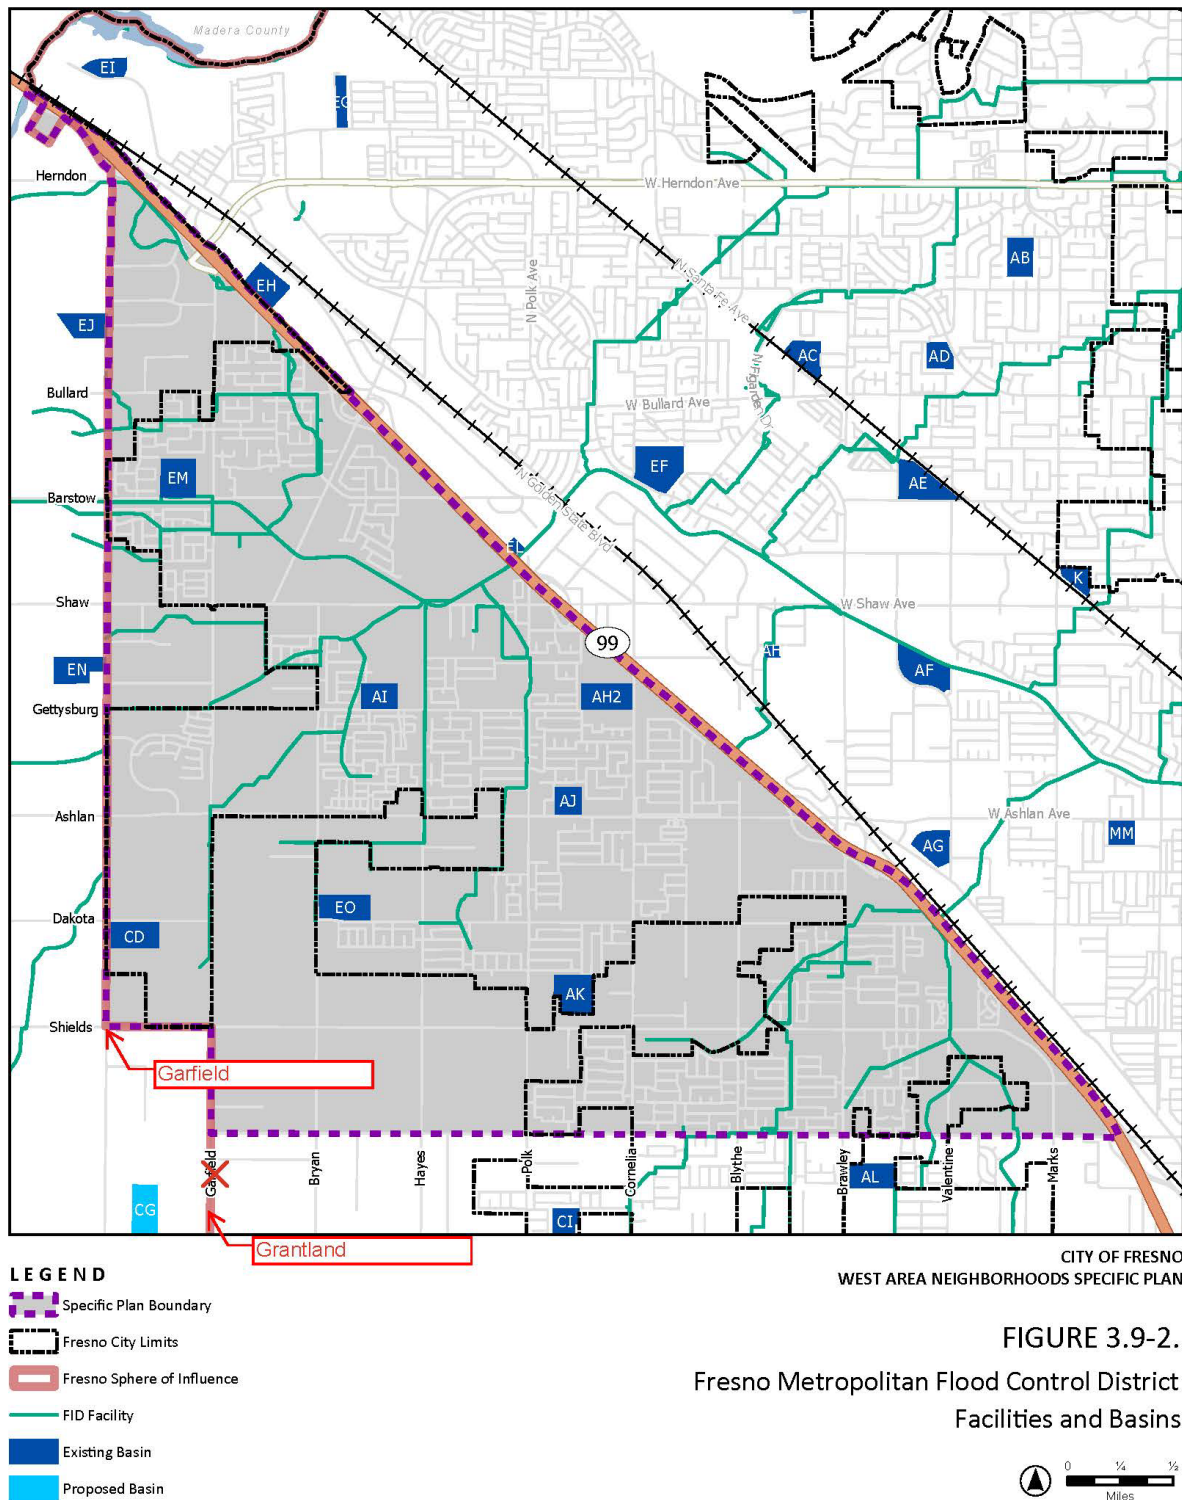 Madera County
EI
EG
Herndon
W Herndon Ave
AB
EH
N Polk Ave
N Santa Fe Ave
EJ
AC
AD
N Figarden Dr
Bullard
W Bullard Ave
EF
EM
AE
Barstow
N Golden State Blvd
EL
K
Shaw
W Shaw Ave
99
AH
EN
AF
AI
AH2
Gettysburg
AJ
Ashlan
W Ashlan Ave
MM
AG
EO
Dakota
CD
AK
Shields
Garfield
Garfield
Bryan
Hayes
Polk
Cornelia
Blythe
Brawley
Valentine
Marks
AL
CG
CI
Grantland
CITY OF FRESNO
WEST AREA NEIGHBORHOODS SPECIFIC PLAN
LEGEND
Specific Plan Boundary
Fresno City Limits
Fresno Sphere of Influence
FID Facility
Existing Basin
Proposed Basin
FIGURE 3.9-2.
Fresno Metropolitan Flood Control District
Facilities and Basins
0 ¼ ½
Miles